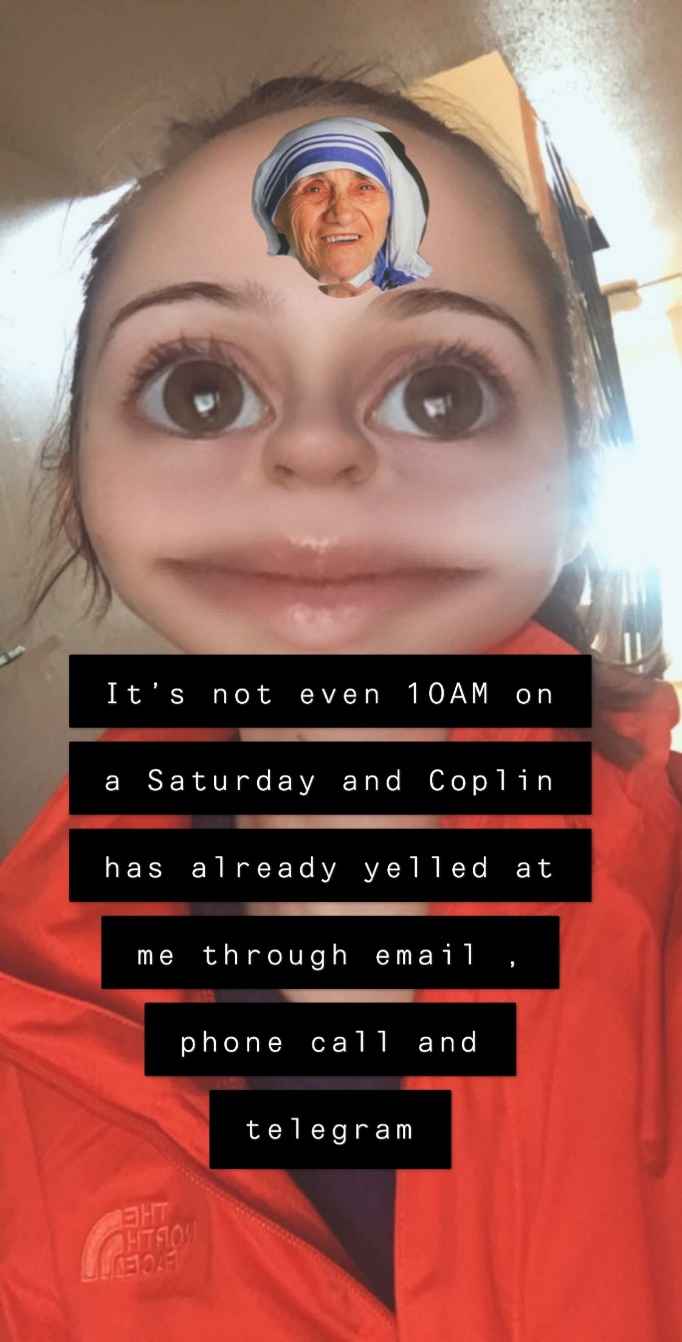 It's not even 10AM on
a Saturday and Coplin
has already yelled at
me through email ,
phone call and
telegram
THE
NORTH
FACE